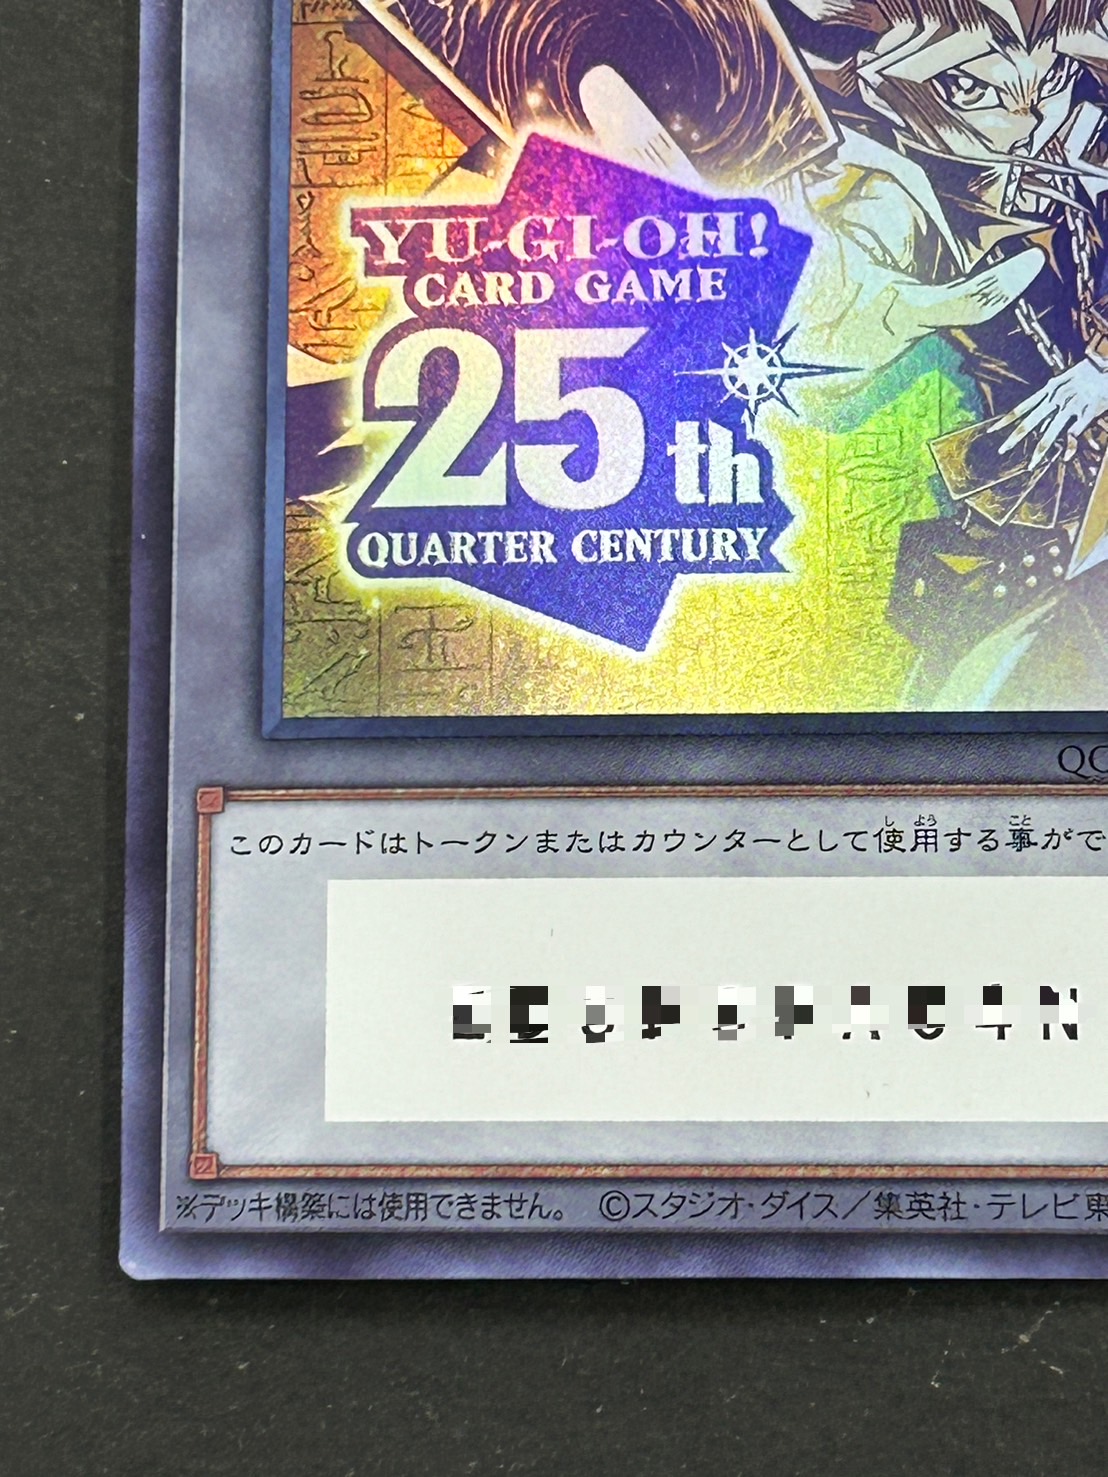 YU-GI-OH!
CARD GAME
25th
QUARTER CENTURY
QC
このカードはトークンまたはカウンターとして使用する事がで
※デッキ構築には使用できません。 ©スタジオ・ダイス／集英社・テレビ東